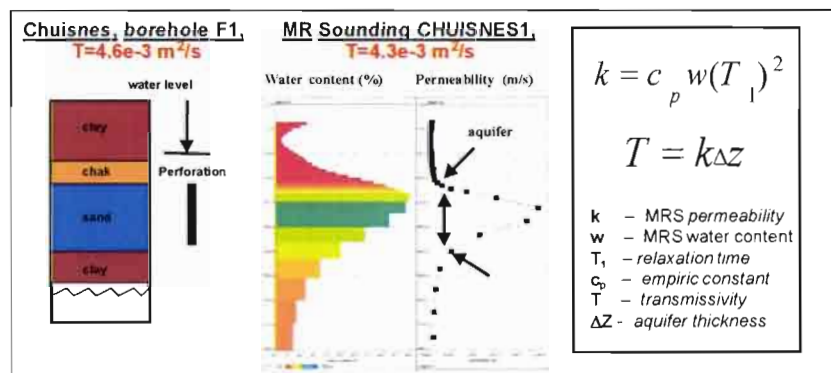 Chuisnes, borehole F1,
T=4.6e-3 m²/s
water level
clay
chak
Perforation
sand
clay
MR Sounding CHUISNES1,
T=4.3e-3 m²/s
Water content (%)
Permeability (m/s)
aquifer
k = c_p w(T_1)²
T = kΔz
k – MRS permeability
w – MRS water content
T₁ – relaxation time
c_p – empiric constant
T – transmissivity
ΔZ - aquifer thickness